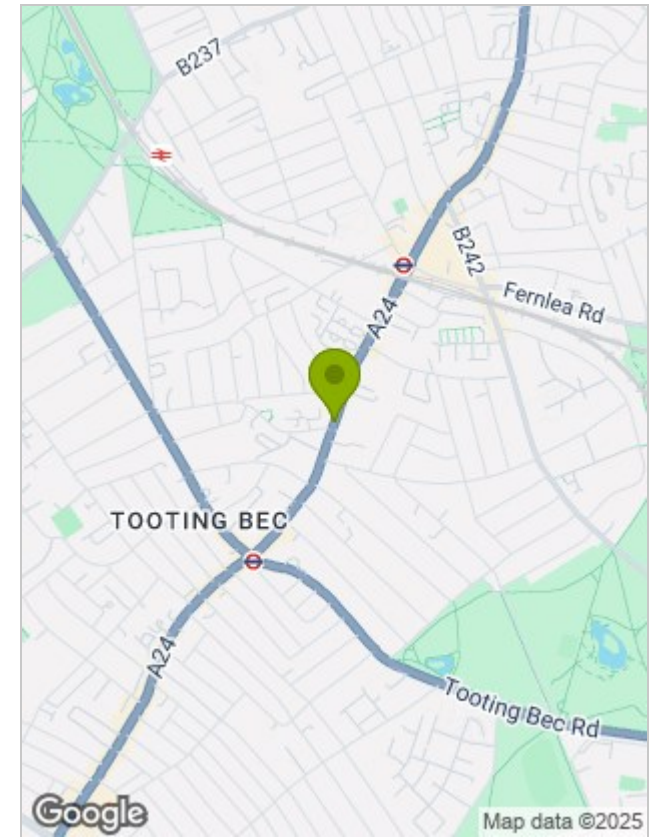 B237
B242
Fernlea Rd
A24
TOOTING BEC
A24
Tooting Bec Rd
Google
Map data ©2025